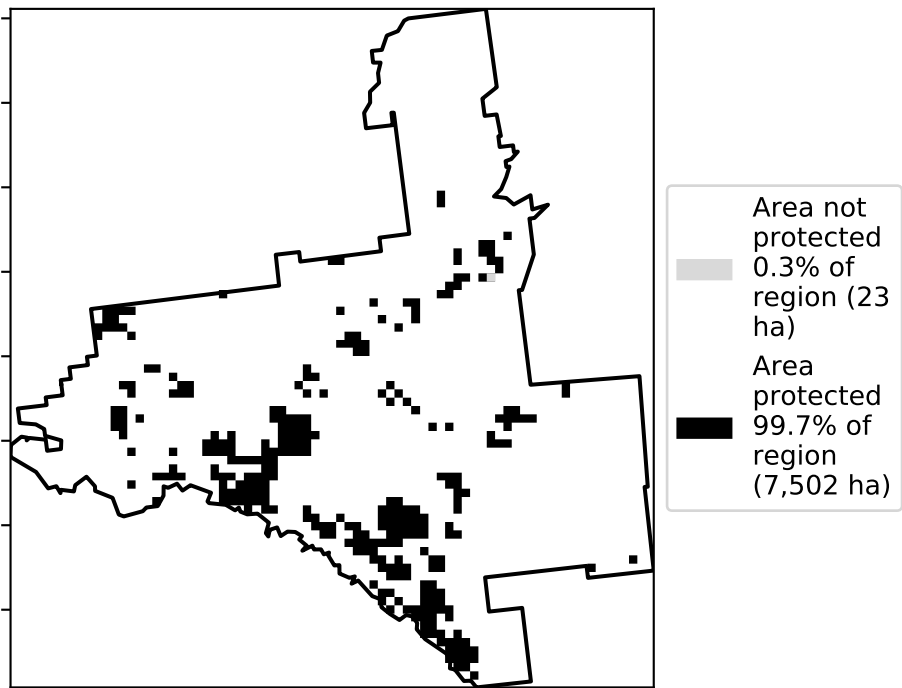 Area not
protected
0.3% of
region (23
ha)
Area
protected
99.7% of
region
(7,502 ha)